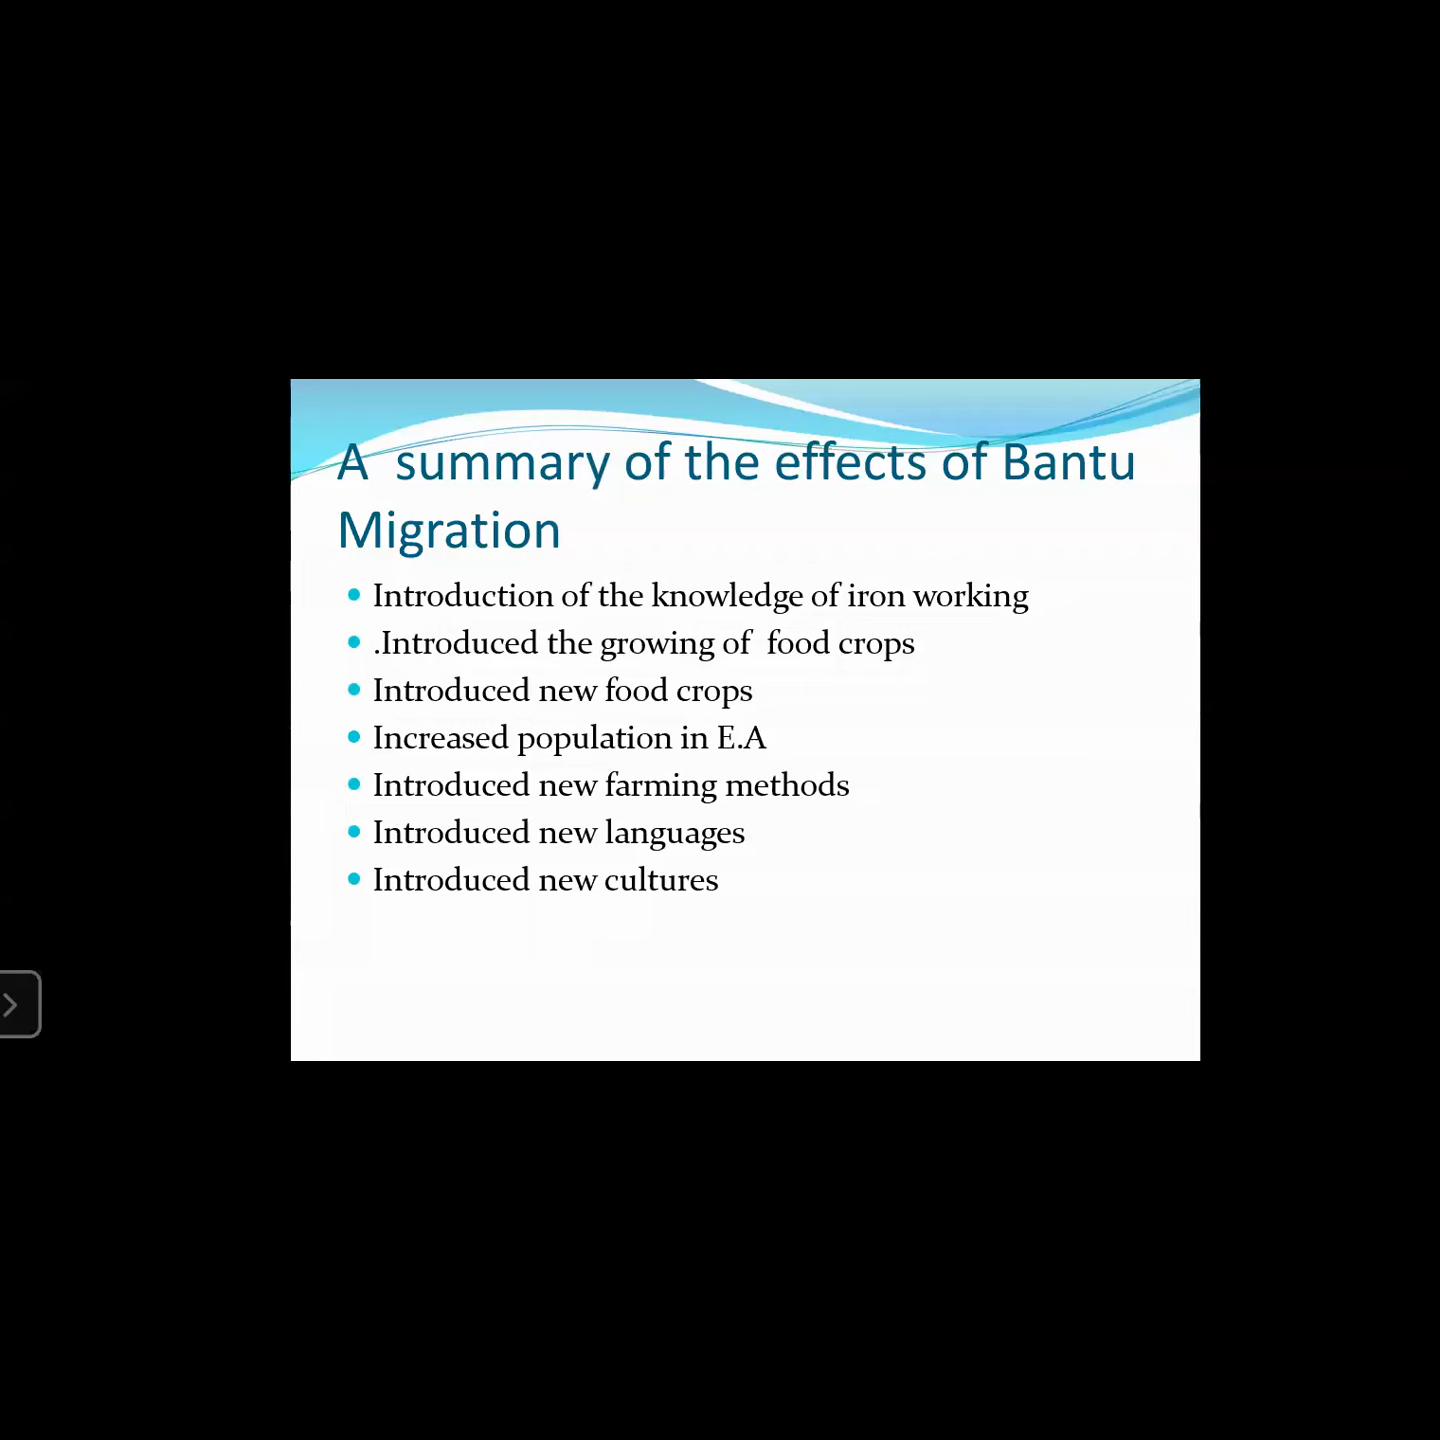 A  summary of the effects of Bantu
Migration
• Introduction of the knowledge of iron working
• .Introduced the growing of  food crops
• Introduced new food crops
• Increased population in E.A
• Introduced new farming methods
• Introduced new languages
• Introduced new cultures